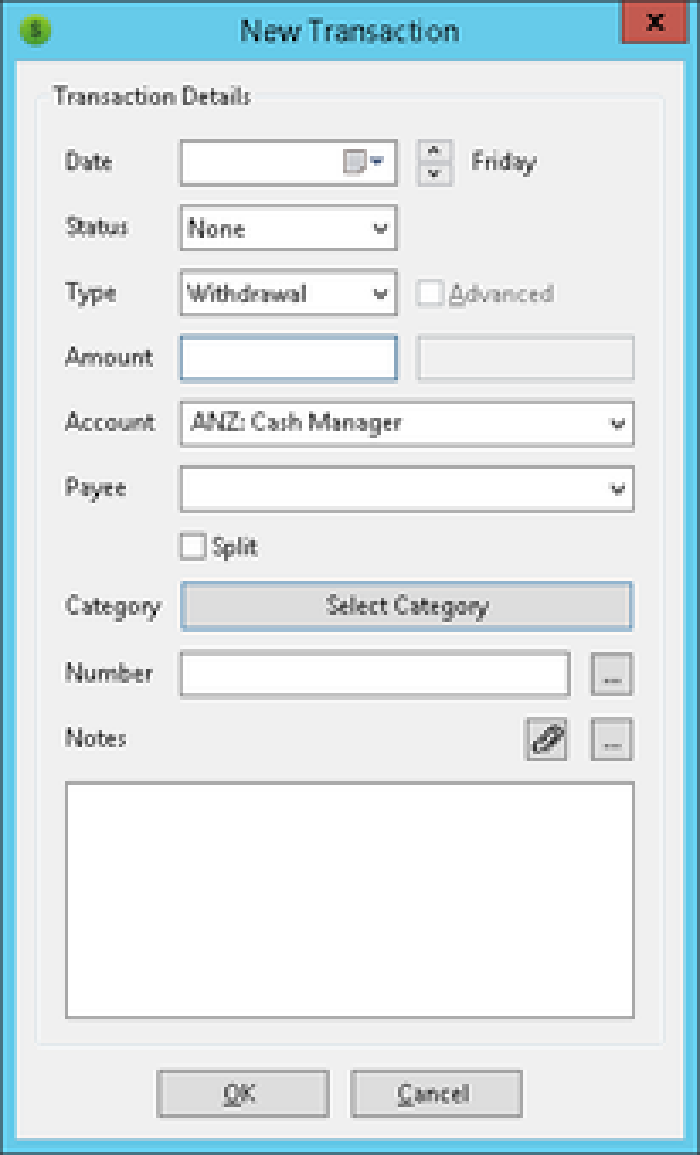 New Transaction
Transaction Details
Date Friday
Status None
Type Withdrawal Advanced
Amount
Account ANZ: Cash Manager
Payee
Split
Category Select Category
Number ...
Notes ...
OK Cancel